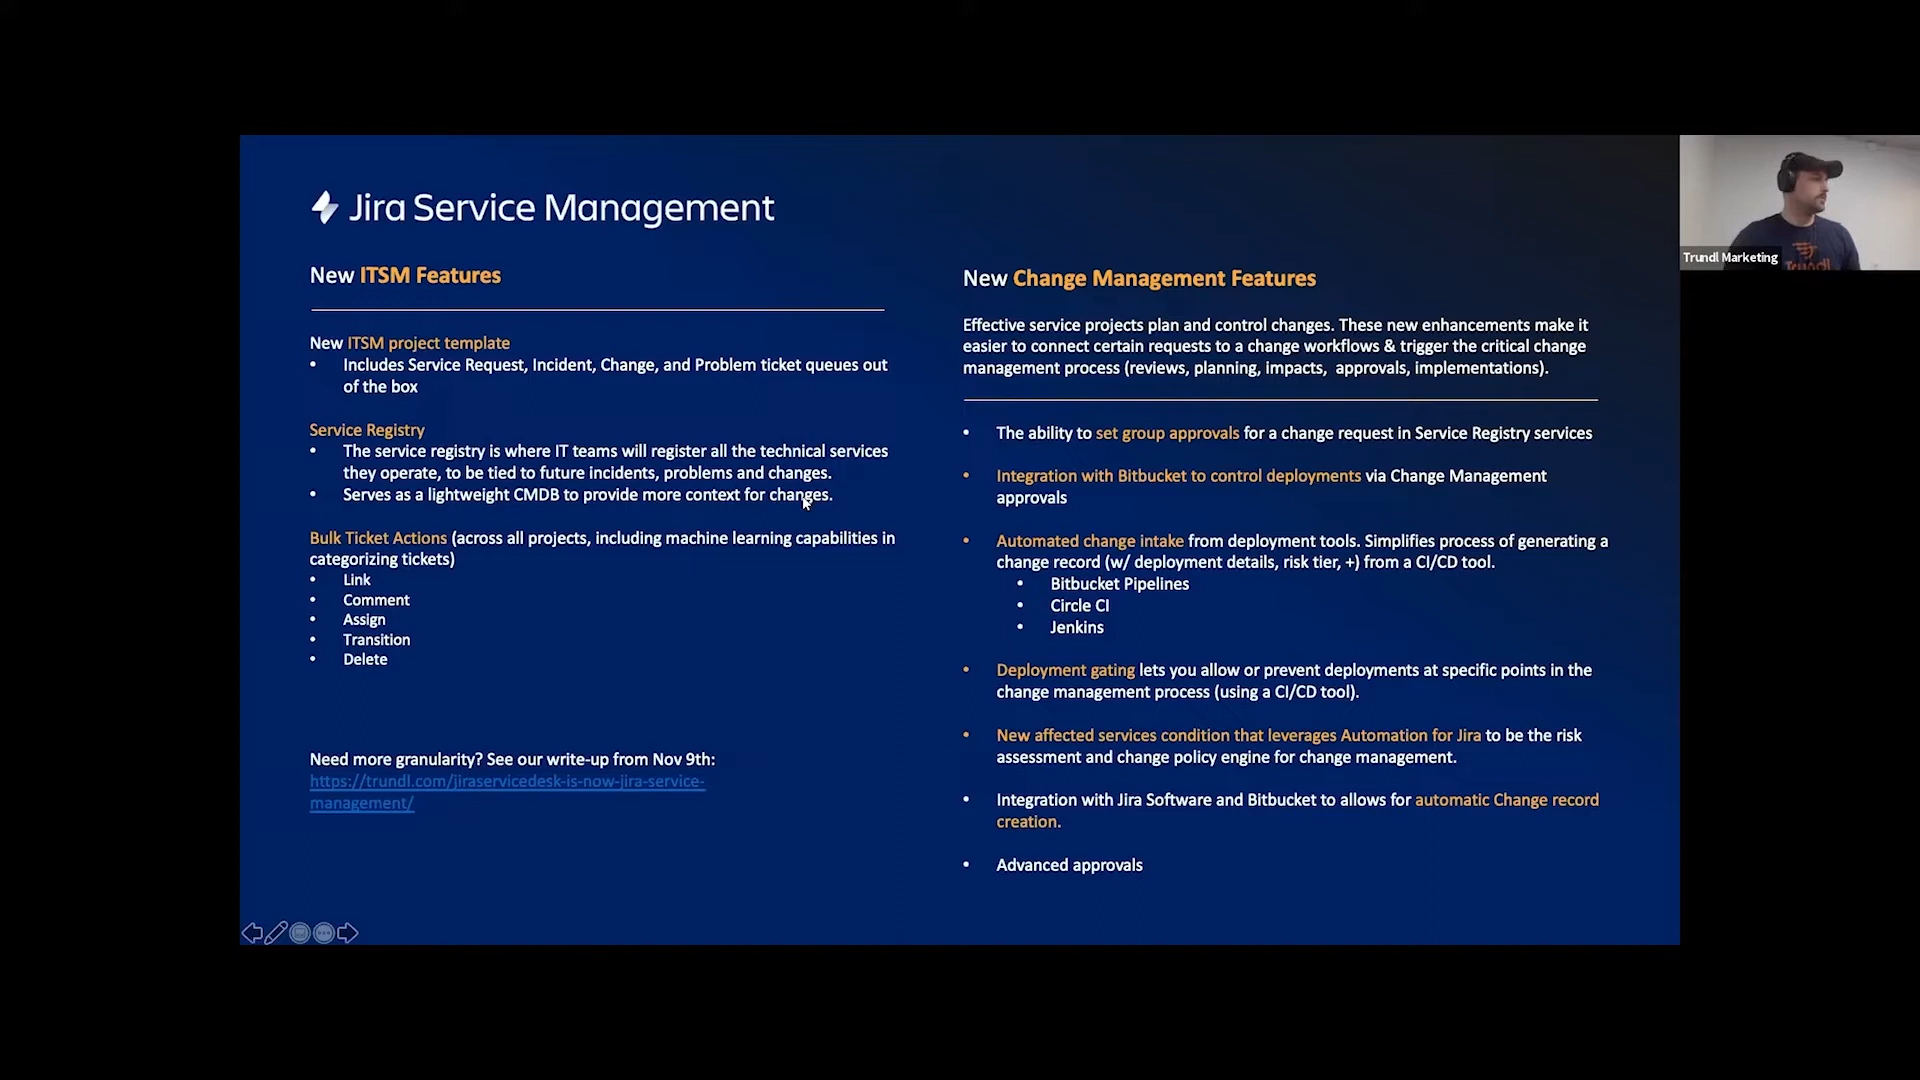 Jira Service Management
New ITSM Features
New ITSM project template
• Includes Service Request, Incident, Change, and Problem ticket queues out
of the box
Service Registry
• The service registry is where IT teams will register all the technical services
they operate, to be tied to future incidents, problems and changes.
• Serves as a lightweight CMDB to provide more context for changes.
Bulk Ticket Actions (across all projects, including machine learning capabilities in
categorizing tickets)
• Link
• Comment
• Assign
• Transition
• Delete
Need more granularity? See our write-up from Nov 9th:
https://trundl.com/jiraservicedesk-is-now-jira-service-
management/
New Change Management Features
Effective service projects plan and control changes. These new enhancements make it
easier to connect certain requests to a change workflows & trigger the critical change
management process (reviews, planning, impacts, approvals, implementations).
• The ability to set group approvals for a change request in Service Registry services
• Integration with Bitbucket to control deployments via Change Management
approvals
• Automated change intake from deployment tools. Simplifies process of generating a
change record (w/ deployment details, risk tier, +) from a CI/CD tool.
• Bitbucket Pipelines
• Circle CI
• Jenkins
• Deployment gating lets you allow or prevent deployments at specific points in the
change management process (using a CI/CD tool).
• New affected services condition that leverages Automation for Jira to be the risk
assessment and change policy engine for change management.
• Integration with Jira Software and Bitbucket to allows for automatic Change record
creation.
• Advanced approvals
Trundl
Trundl Marketing